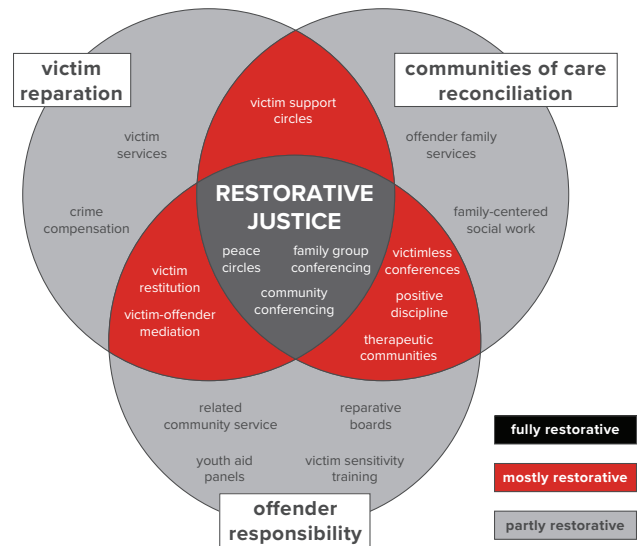 victim
reparation
communities of care
reconciliation
victim support
circles
victim
services
offender family
services
crime
compensation
family-centered
social work
RESTORATIVE
JUSTICE
peace
circles
family group
conferencing
community
conferencing
victim
restitution
victim-offender
mediation
victimless
conferences
positive
discipline
therapeutic
communities
related
community service
reparative
boards
youth aid
panels
victim sensitivity
training
offender
responsibility
fully restorative
mostly restorative
partly restorative